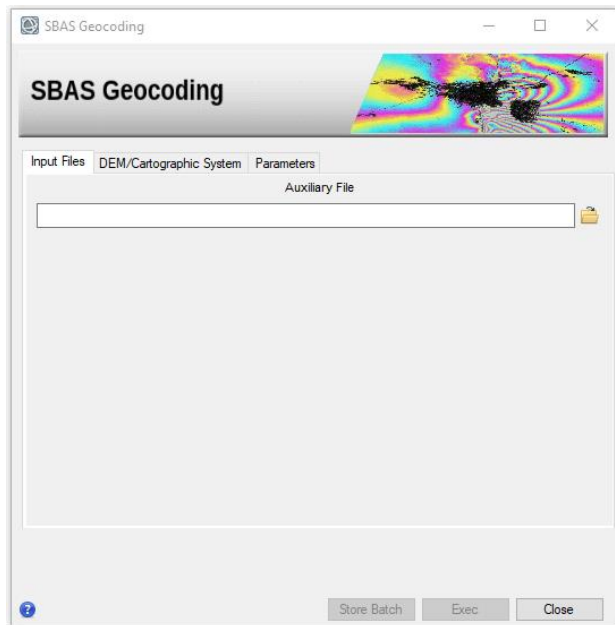 SBAS Geocoding
SBAS Geocoding
Input Files DEM/Cartographic System Parameters
Auxiliary File
?
Store Batch Exec Close